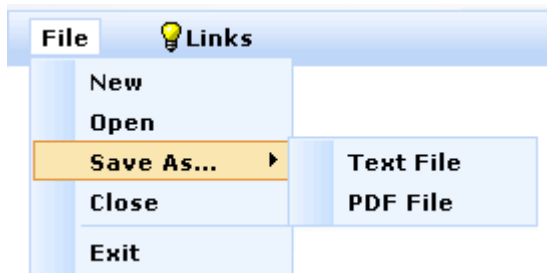 File Links
New
Open
Save As...
Text File
Close
PDF File
Exit